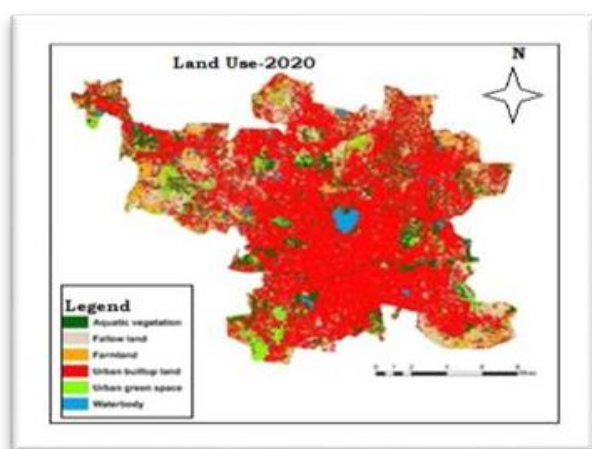 Land Use-2020
N
Legend
Aquatic vegetation
Fallow land
Farmland
Urban builtup land
Urban green space
Waterbody